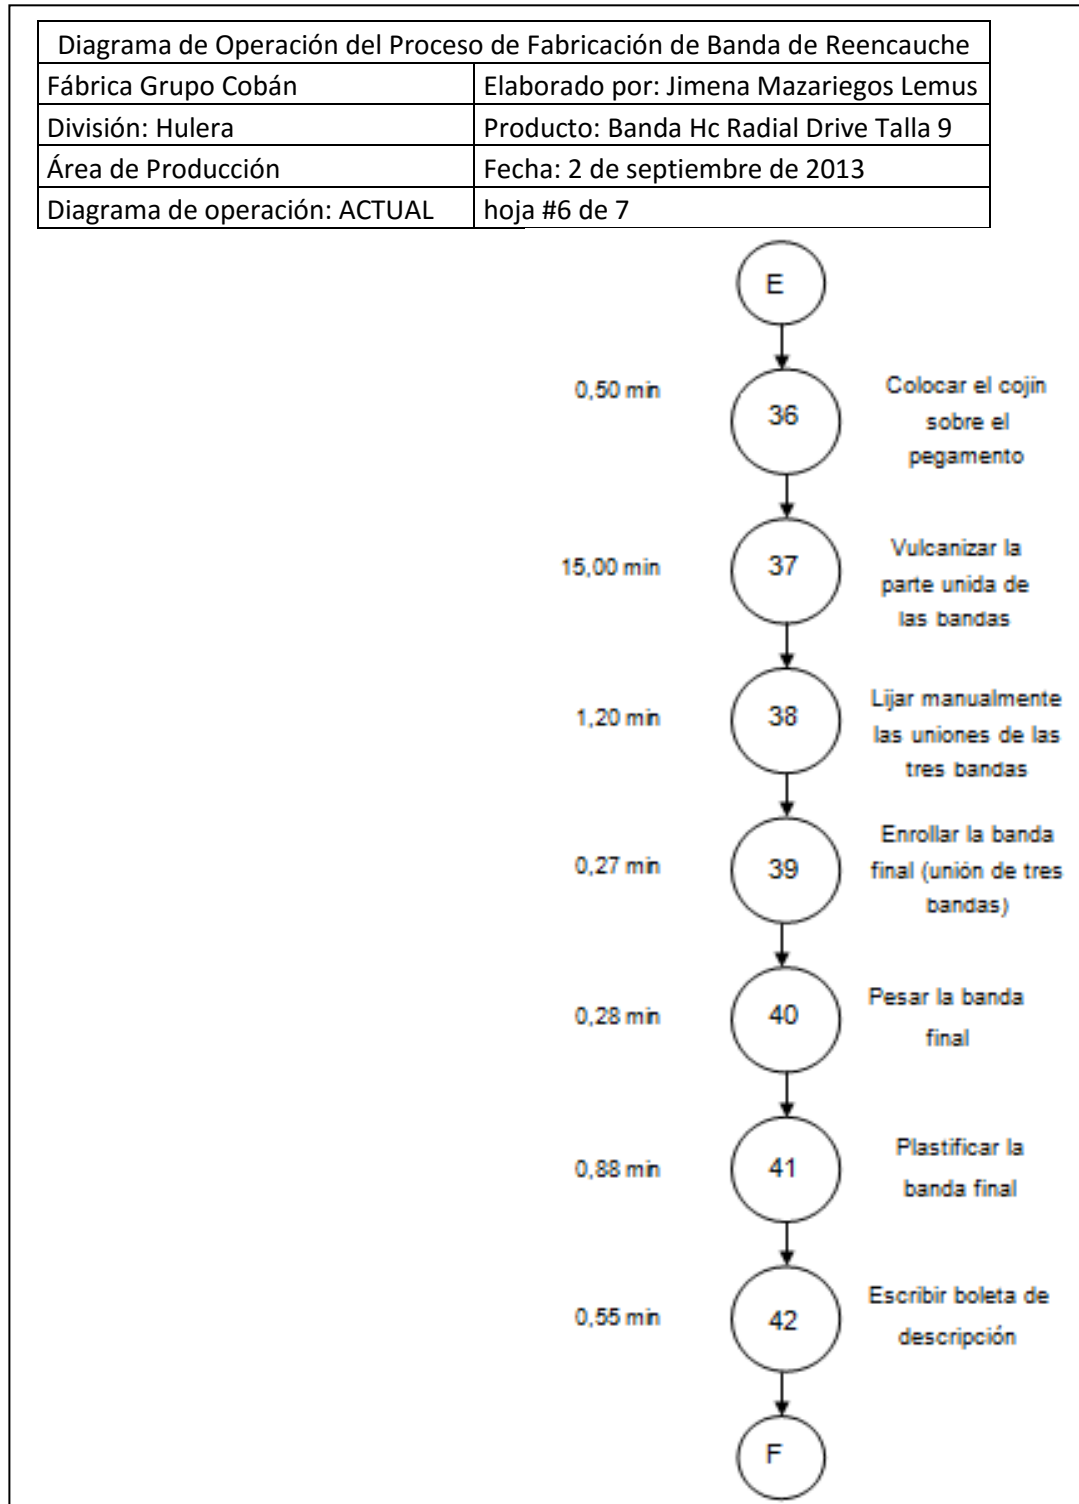 Diagrama de Operación del Proceso de Fabricación de Banda de Reencauche
Fábrica Grupo Cobán
Elaborado por: Jimena Mazariegos Lemus
División: Hulera
Producto: Banda Hc Radial Drive Talla 9
Área de Producción
Fecha: 2 de septiembre de 2013
Diagrama de operación: ACTUAL
hoja #6 de 7
E
0,50 min
36
Colocar el cojín
sobre el
pegamento
15,00 min
37
Vulcanizar la
parte unida de
las bandas
1,20 min
38
Lijar manualmente
las uniones de las
tres bandas
0,27 min
39
Enrollar la banda
final (unión de tres
bandas)
0,28 min
40
Pesar la banda
final
0,88 min
41
Plastificar la
banda final
0,55 min
42
Escribir boleta de
descripción
F